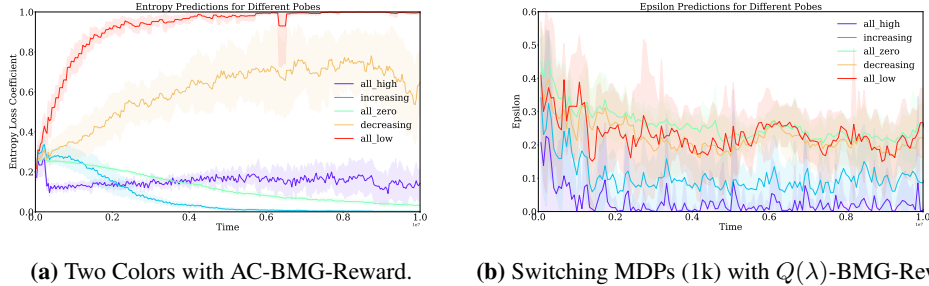 Entropy Predictions for Different Pobes
1.0
0.8
0.6
0.4
0.2
0.0
Entropy Loss Coefficient
all_high
increasing
all_zero
decreasing
all_low
0.0 0.2 0.4 0.6 0.8 1.0
Time
1e7
Epsilon Predictions for Different Pobes
0.6
0.5
0.4
0.3
0.2
0.1
0.0
Epsilon
all_high
increasing
all_zero
decreasing
all_low
0.0 0.2 0.4 0.6 0.8 1.0
Time
1e7
(a) Two Colors with AC-BMG-Reward.
(b) Switching MDPs (1k) with Q(λ)-BMG-Rew